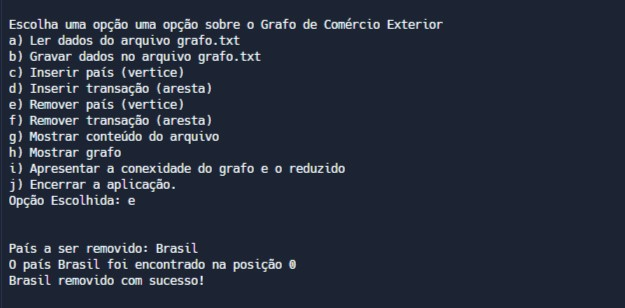 Escolha uma opção uma opção sobre o Grafo de Comércio Exterior
a) Ler dados do arquivo grafo.txt
b) Gravar dados no arquivo grafo.txt
c) Inserir país (vertice)
d) Inserir transação (aresta)
e) Remover país (vertice)
f) Remover transação (aresta)
g) Mostrar conteúdo do arquivo
h) Mostrar grafo
i) Apresentar a conexidade do grafo e o reduzido
j) Encerrar a aplicação.
Opção Escolhida: e
País a ser removido: Brasil
O país Brasil foi encontrado na posição 0
Brasil removido com sucesso!